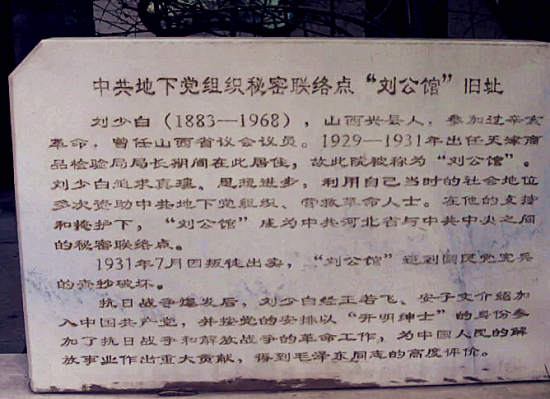 中共地下党组织秘密联络点“刘公馆”旧址
刘少白（1883—1968），山西兴县人，参加过辛亥
革命，曾任山西省议会议员。1929—1931年出任天津商
品检验局局长期间在此居住，故此院被称为“刘公馆”。
刘少白追求真理、思想进步，利用自己当时的社会地位
多次资助中共地下党组织、营救革命人士。在他的支持
和掩护下，“刘公馆”成为中共河北省与中共中央之间
的秘密联络点。
1931年7月因叛徒出卖，“刘公馆”遭到国民党宪兵
的查抄破坏。
抗日战争爆发后，刘少白经王若飞、安子文介绍加
入中国共产党，并按党的安排以“开明绅士”的身份参
加了抗日战争和解放战争的革命工作，为中国人民的解
放事业作出重大贡献，得到毛泽东同志的高度评价。